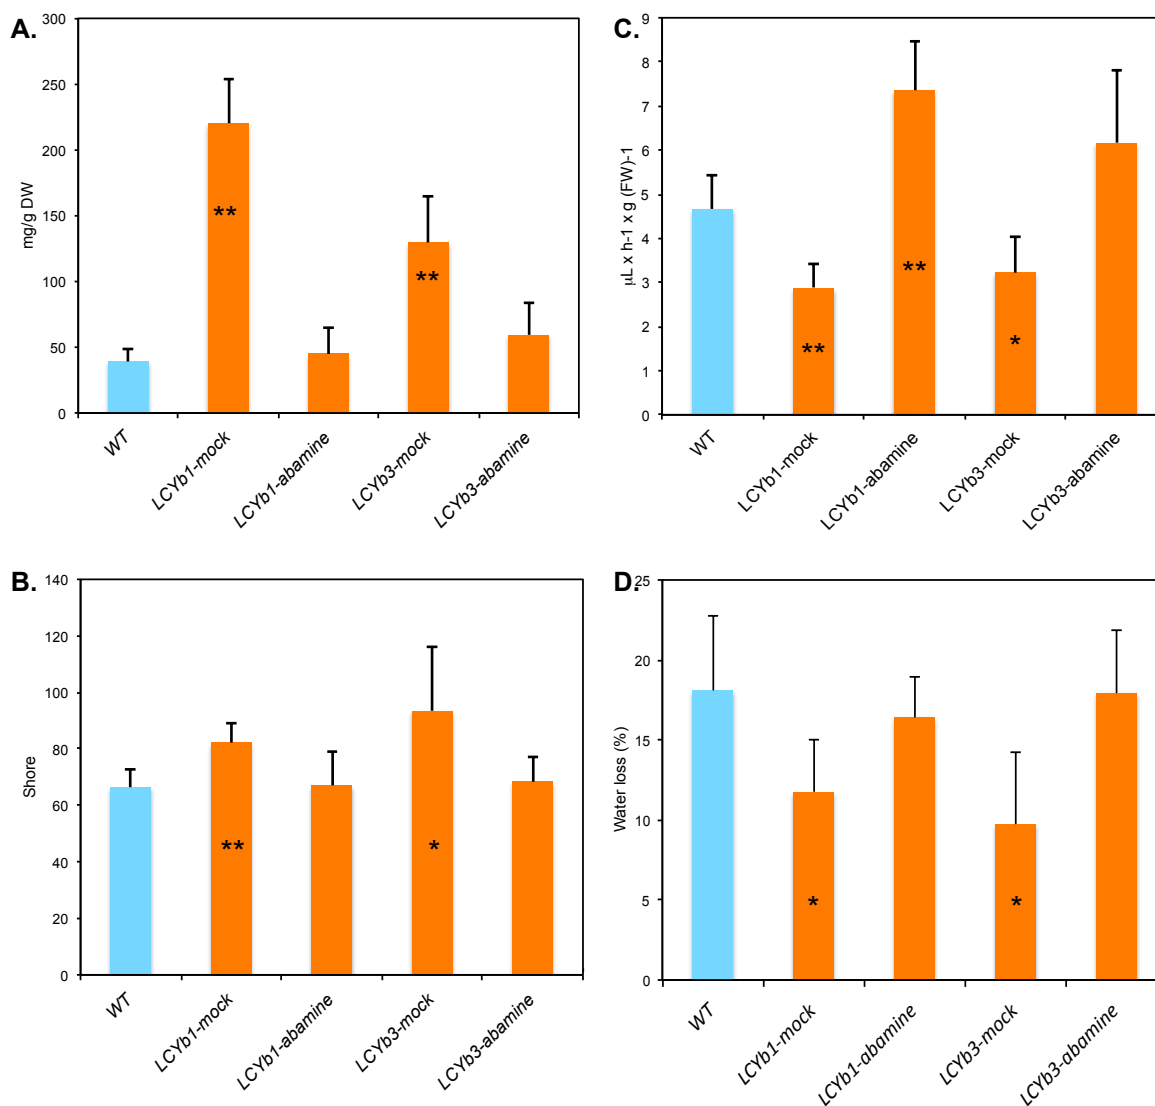 A.
300
250
200
150
100
50
0
mg/g DW
**
**
WT
LCYb1-mock
LCYb1-abamine
LCYb3-mock
LCYb3-abamine
C.
9
8
7
6
5
4
3
2
1
0
µL x h-1 x g (FW)-1
**
**
*
WT
LCYb1-mock
LCYb1-abamine
LCYb3-mock
LCYb3-abamine
B.
140
120
100
80
60
40
20
0
Shore
**
*
WT
LCYb1-mock
LCYb1-abamine
LCYb3-mock
LCYb3-abamine
D.
25
20
15
10
5
0
Water loss (%)
*
*
WT
LCYb1-mock
LCYb1-abamine
LCYb3-mock
LCYb3-abamine